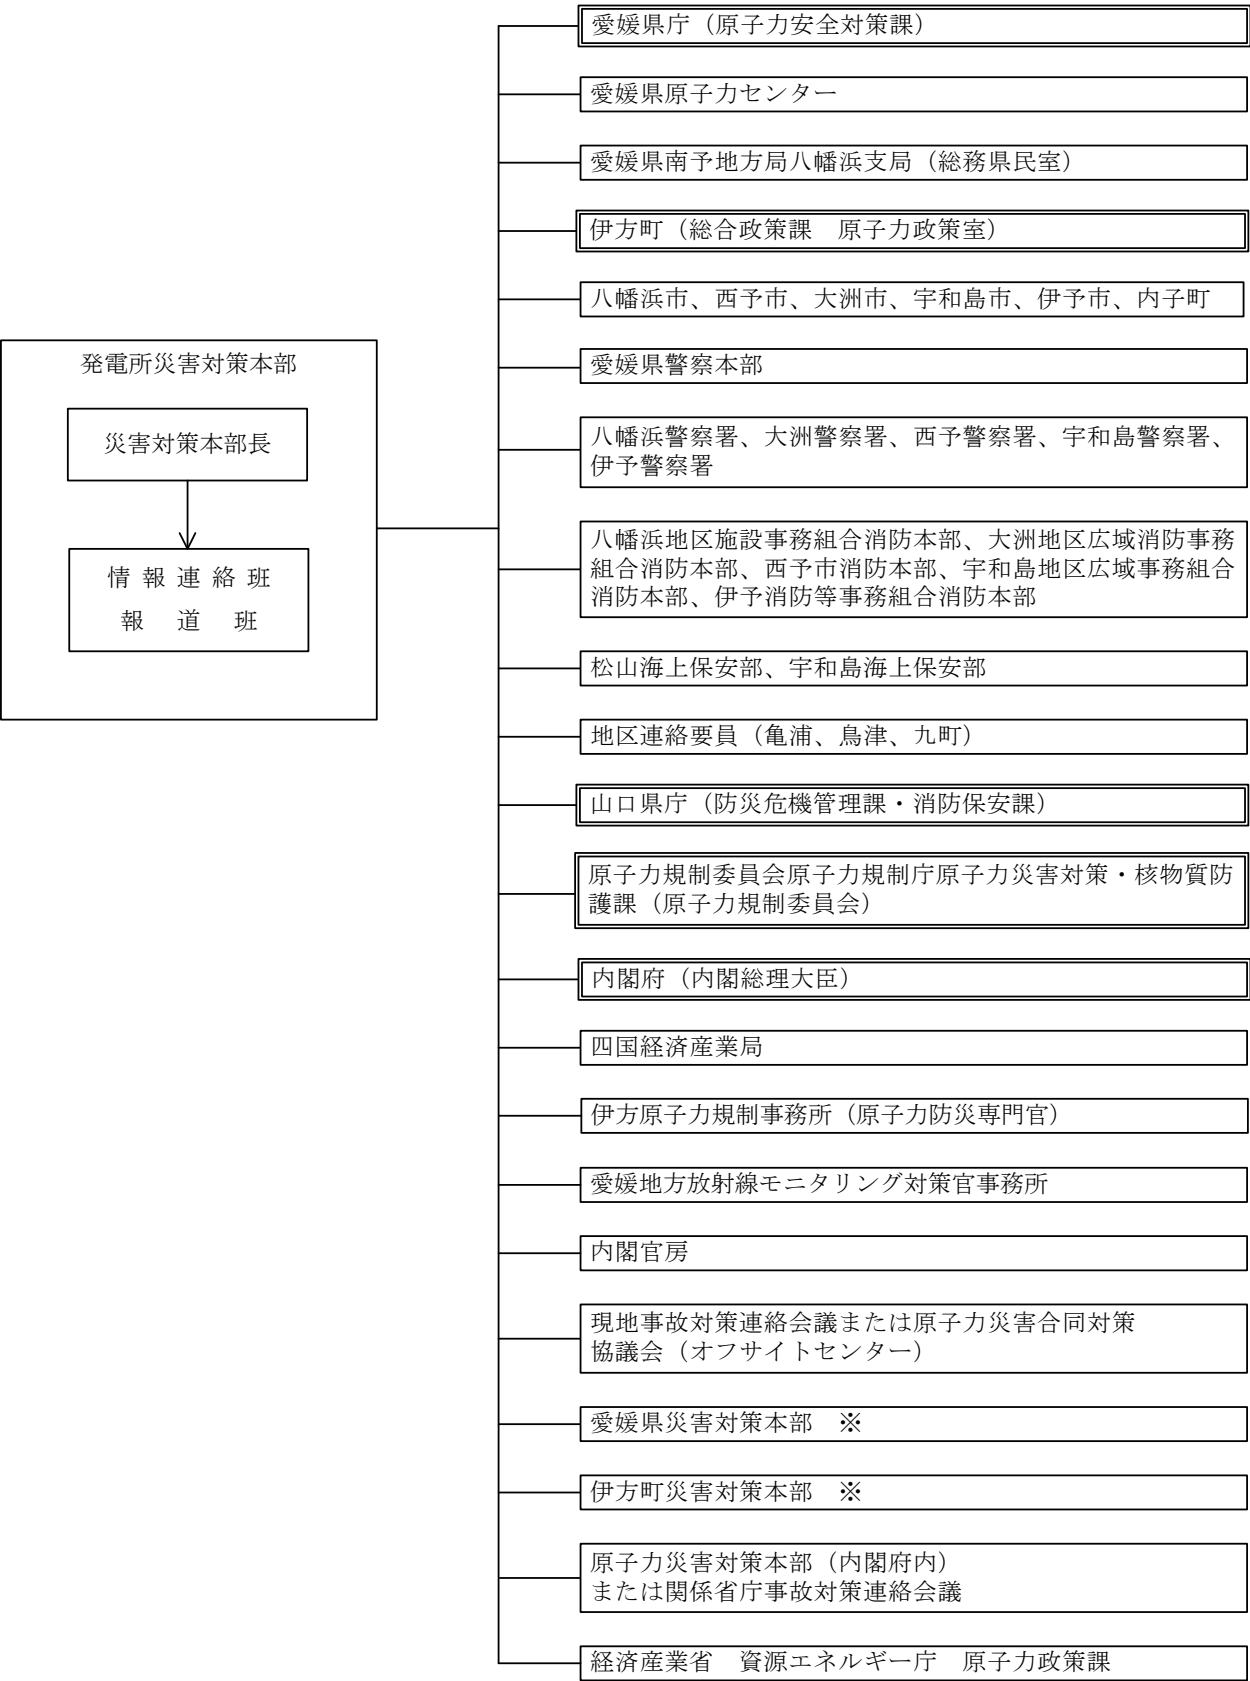 愛媛県庁（原子力安全対策課）
愛媛県原子力センター
愛媛県南予地方局八幡浜支局（総務県民室）
伊方町（総合政策課　原子力政策室）
八幡浜市、西予市、大洲市、宇和島市、伊予市、内子町
発電所災害対策本部
災害対策本部長
情報連絡班
報　道　班
愛媛県警察本部
八幡浜警察署、大洲警察署、西予警察署、宇和島警察署、
伊予警察署
八幡浜地区施設事務組合消防本部、大洲地区広域消防事務
組合消防本部、西予市消防本部、宇和島地区広域事務組合
消防本部、伊予消防等事務組合消防本部
松山海上保安部、宇和島海上保安部
地区連絡要員（亀浦、鳥津、九町）
山口県庁（防災危機管理課・消防保安課）
原子力規制委員会原子力規制庁原子力災害対策・核物質防
護課（原子力規制委員会）
内閣府（内閣総理大臣）
四国経済産業局
伊方原子力規制事務所（原子力防災専門官）
愛媛地方放射線モニタリング対策官事務所
内閣官房
現地事故対策連絡会議または原子力災害合同対策
協議会（オフサイトセンター）
愛媛県災害対策本部　※
伊方町災害対策本部　※
原子力災害対策本部（内閣府内）
または関係省庁事故対策連絡会議
経済産業省　資源エネルギー庁　原子力政策課